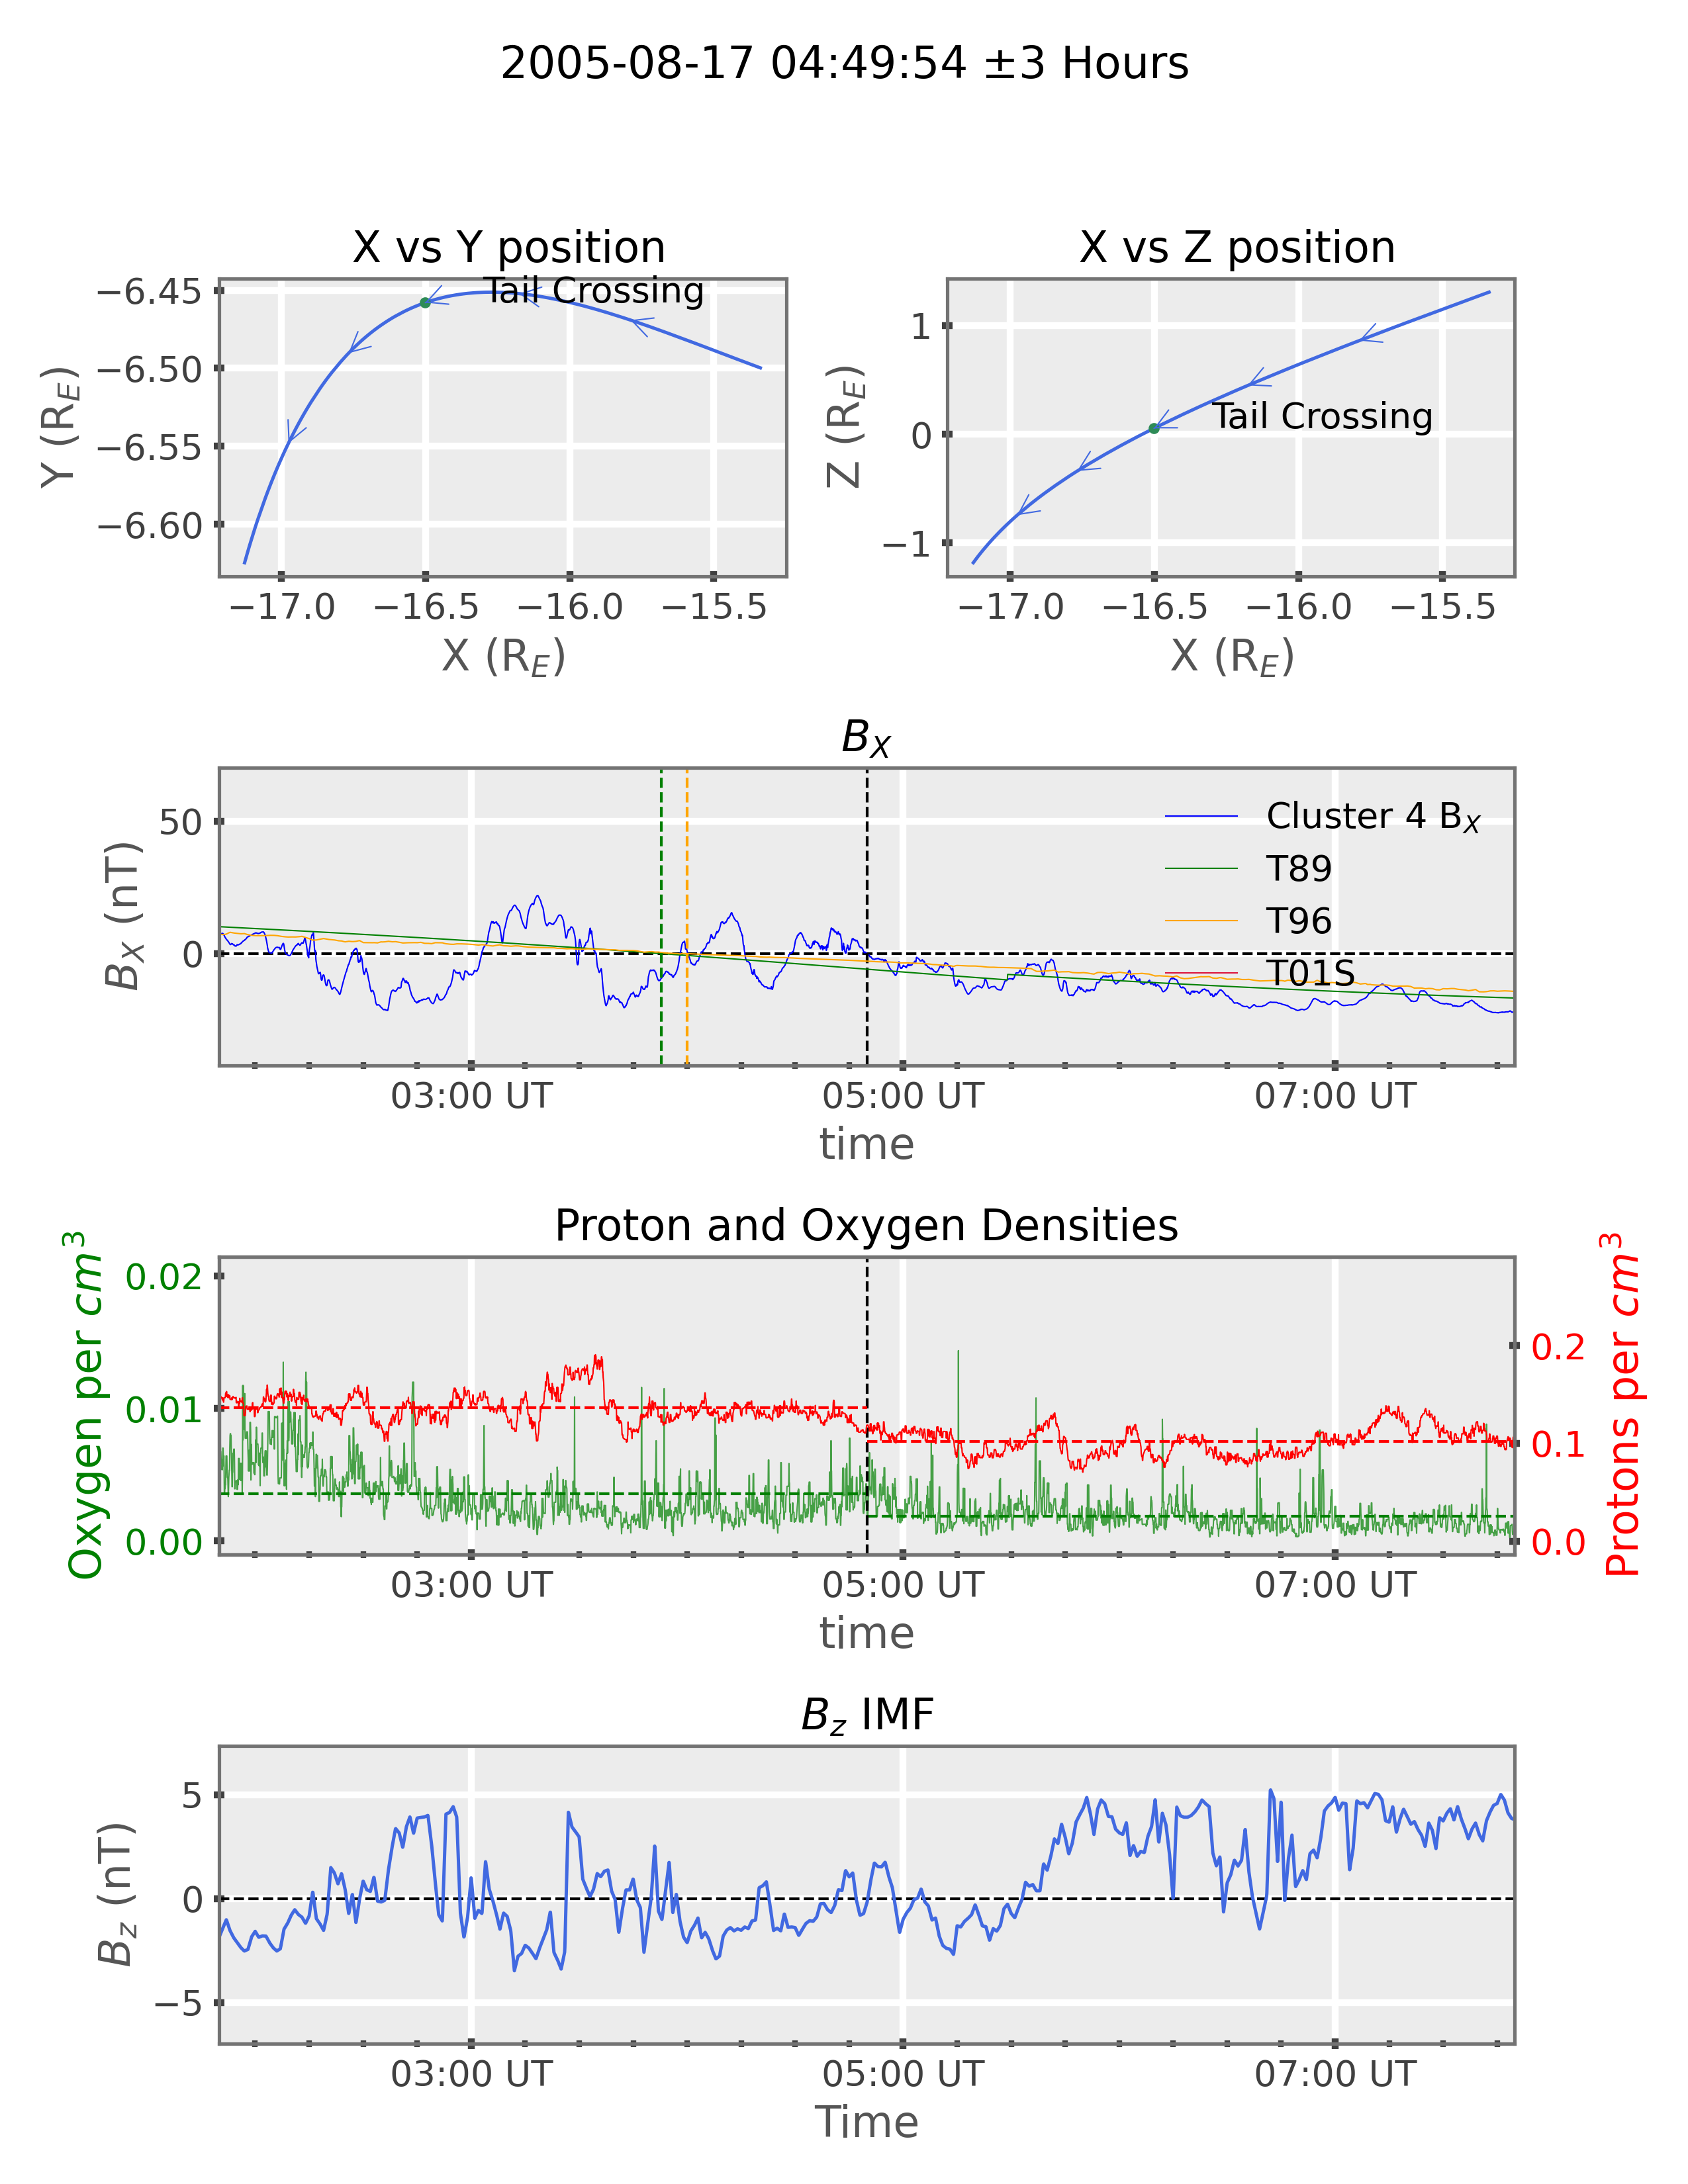 2005-08-17 04:49:54 ±3 Hours
X vs Y position
X vs Z position
−6.45
−6.50
−6.55
−6.60
Y (R_E)
Tail Crossing
−17.0
−16.5
−16.0
−15.5
X (R_E)
1
0
−1
Z (R_E)
Tail Crossing
−17.0
−16.5
−16.0
−15.5
X (R_E)
B_X
50
0
B_X (nT)
Cluster 4 B_X
T89
T96
T01S
03:00 UT
05:00 UT
07:00 UT
time
Proton and Oxygen Densities
0.02
0.01
0.00
Oxygen per cm^3
0.2
0.1
0.0
Protons per cm^3
03:00 UT
05:00 UT
07:00 UT
time
B_z IMF
5
0
−5
B_z (nT)
03:00 UT
05:00 UT
07:00 UT
Time